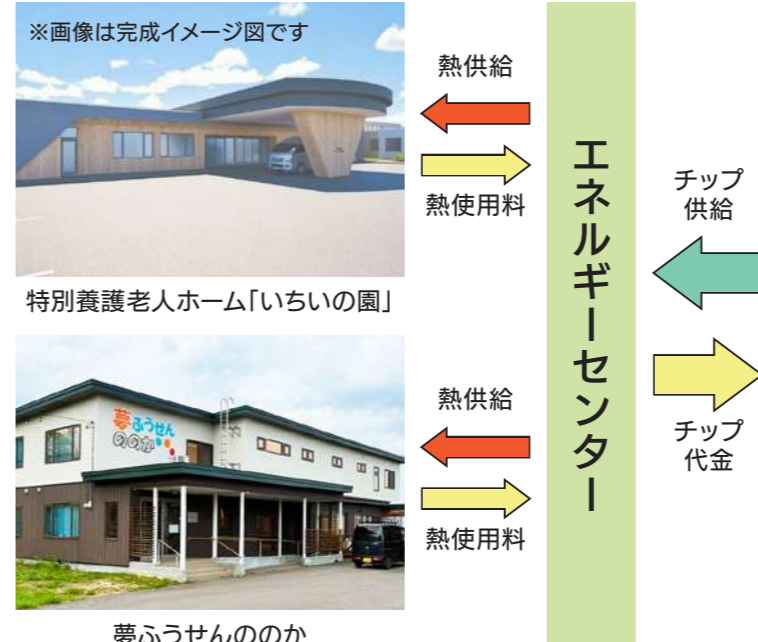 ※画像は完成イメージ図です
熱供給
熱使用料
特別養護老人ホーム「いちいの園」
夢ふうせん
ののか
熱供給
熱使用料
夢ふうせんののか
エネルギーセンター
チップ
供給
チップ
代金